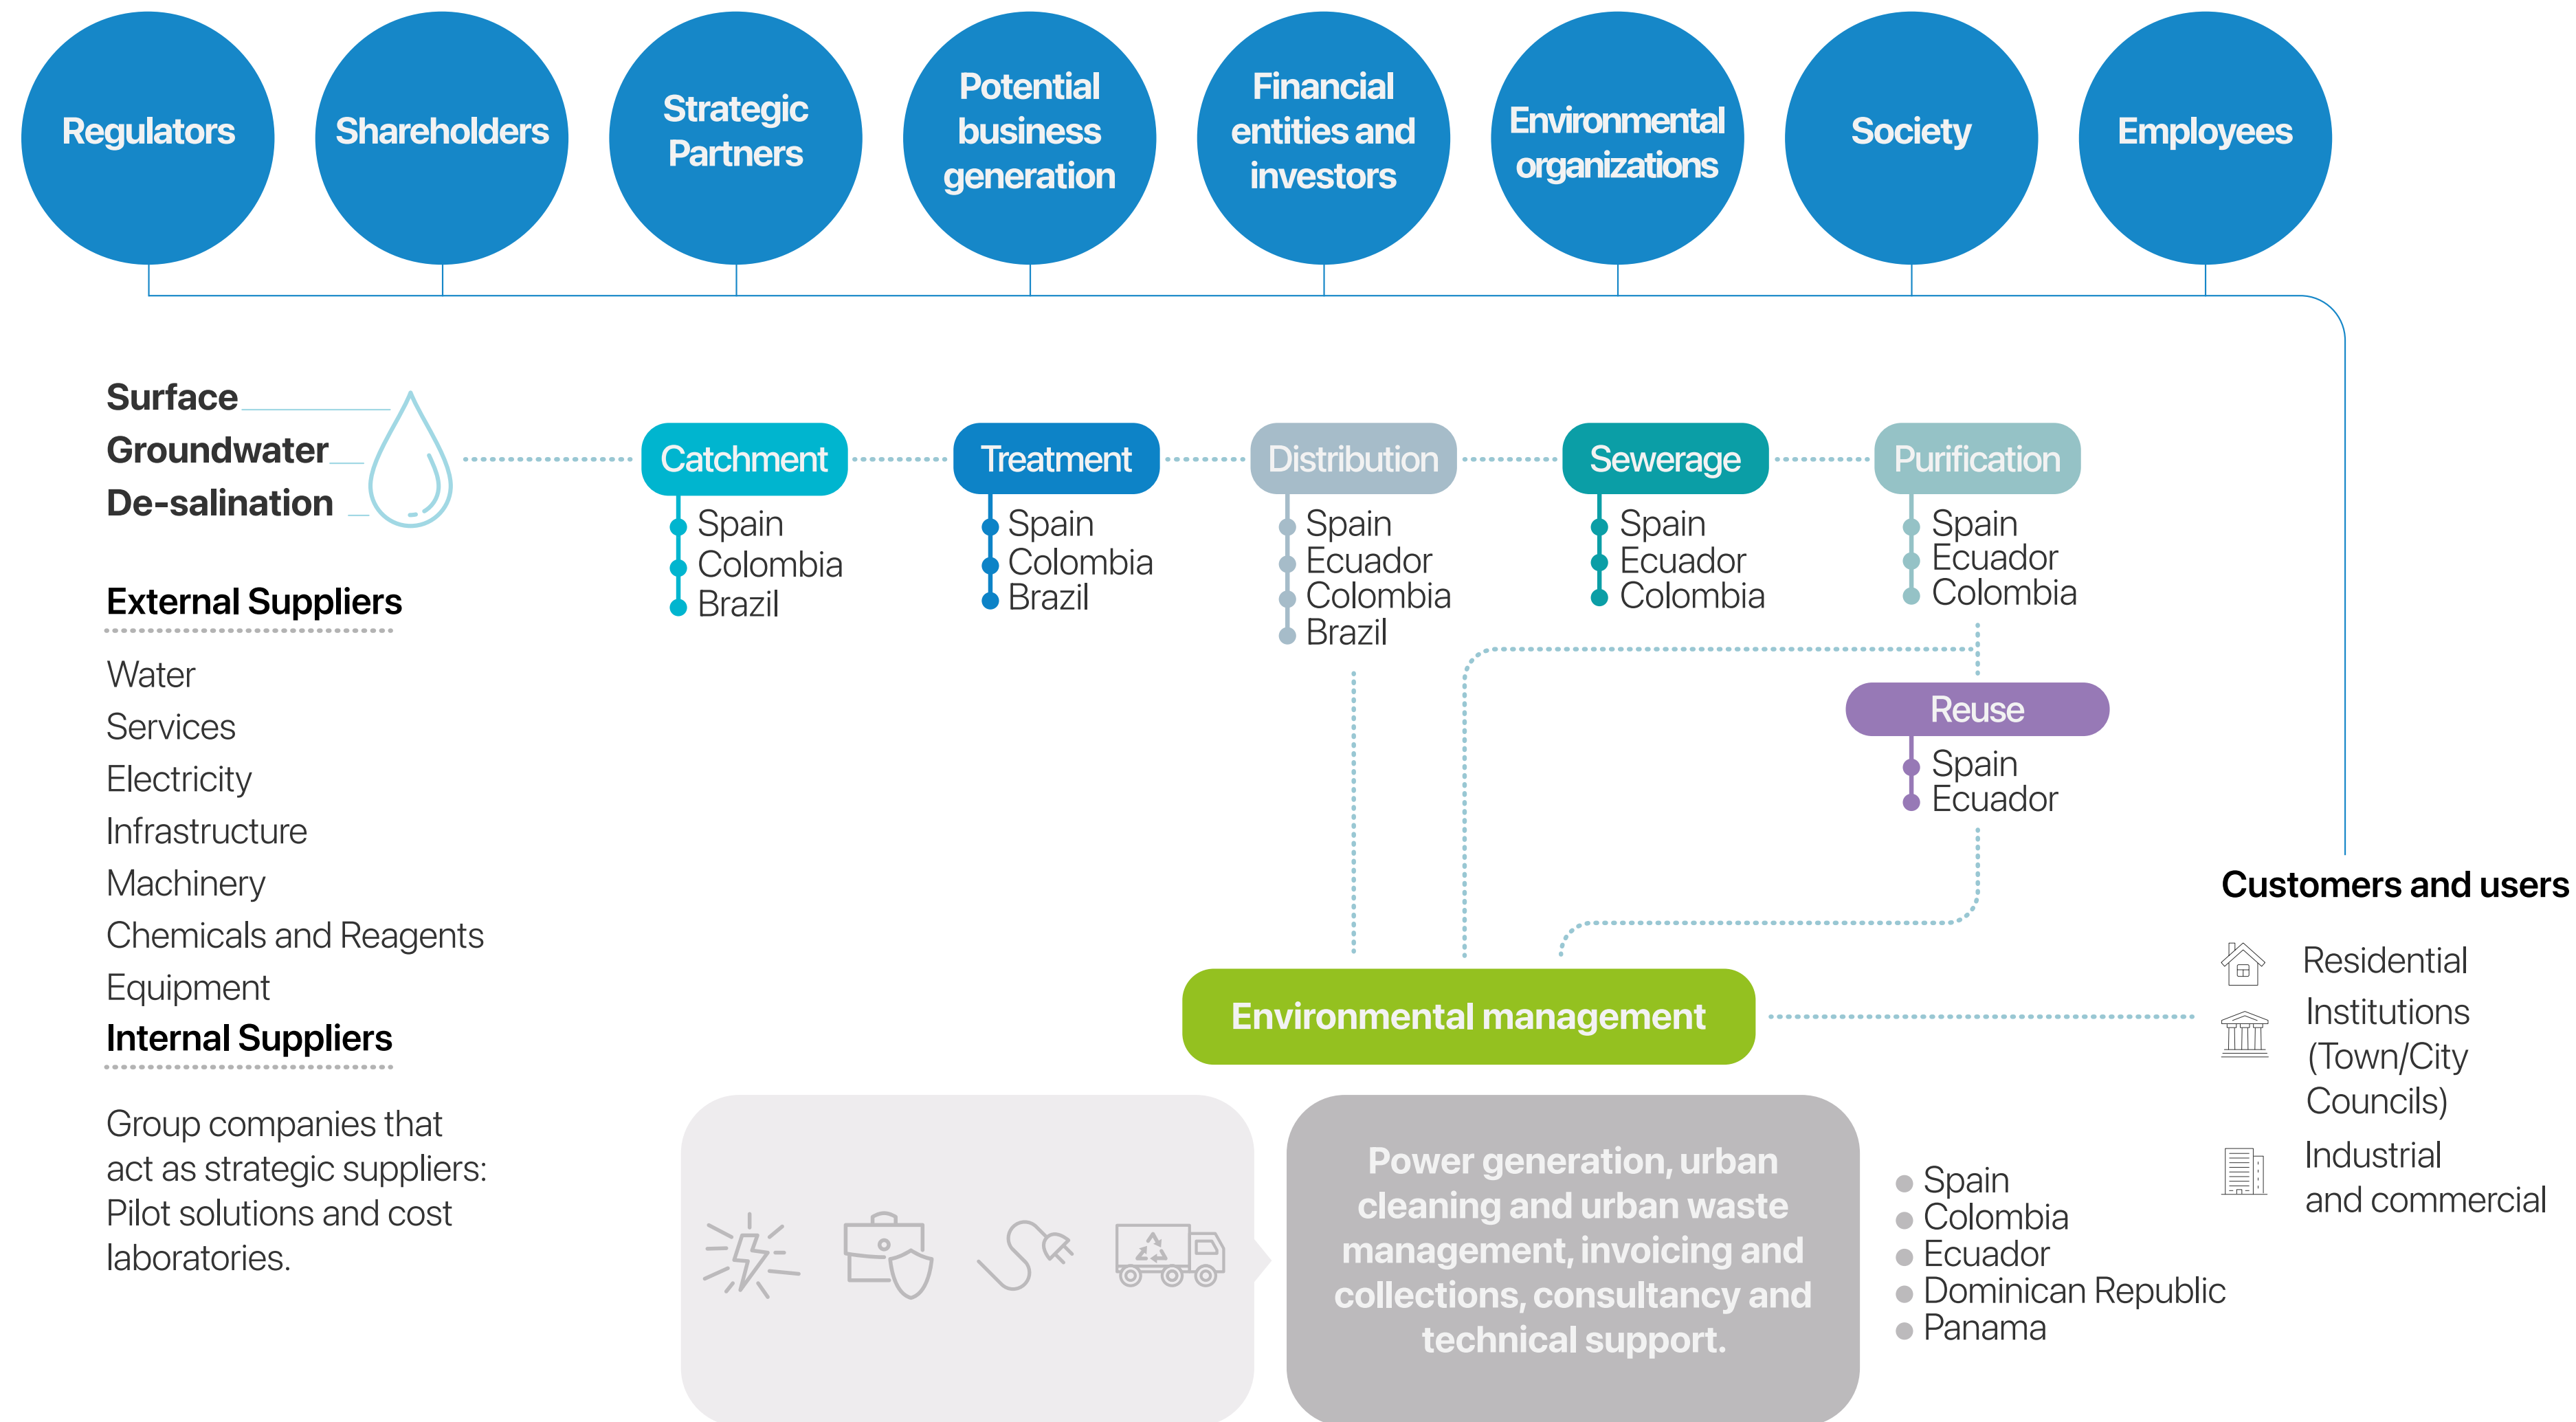 Regulators
Shareholders
Strategic
Partners
Potential
business
generation
Financial
entities and
investors
Environmental
organizations
Society
Employees
Surface
Groundwater
De-salination
External Suppliers
Water
Services
Electricity
Infrastructure
Machinery
Chemicals and Reagents
Equipment
Internal Suppliers
Group companies that
act as strategic suppliers:
Pilot solutions and cost
laboratories.
Catchment
Spain
Colombia
Brazil
Treatment
Spain
Colombia
Brazil
Distribution
Spain
Ecuador
Colombia
Brazil
Sewerage
Spain
Ecuador
Colombia
Purification
Spain
Ecuador
Colombia
Reuse
Spain
Ecuador
Environmental management
Power generation, urban
cleaning and urban waste
management, invoicing and
collections, consultancy and
technical support.
Spain
Colombia
Ecuador
Dominican Republic
Panama
Customers and users
Residential
Institutions
(Town/City
Councils)
Industrial
and commercial